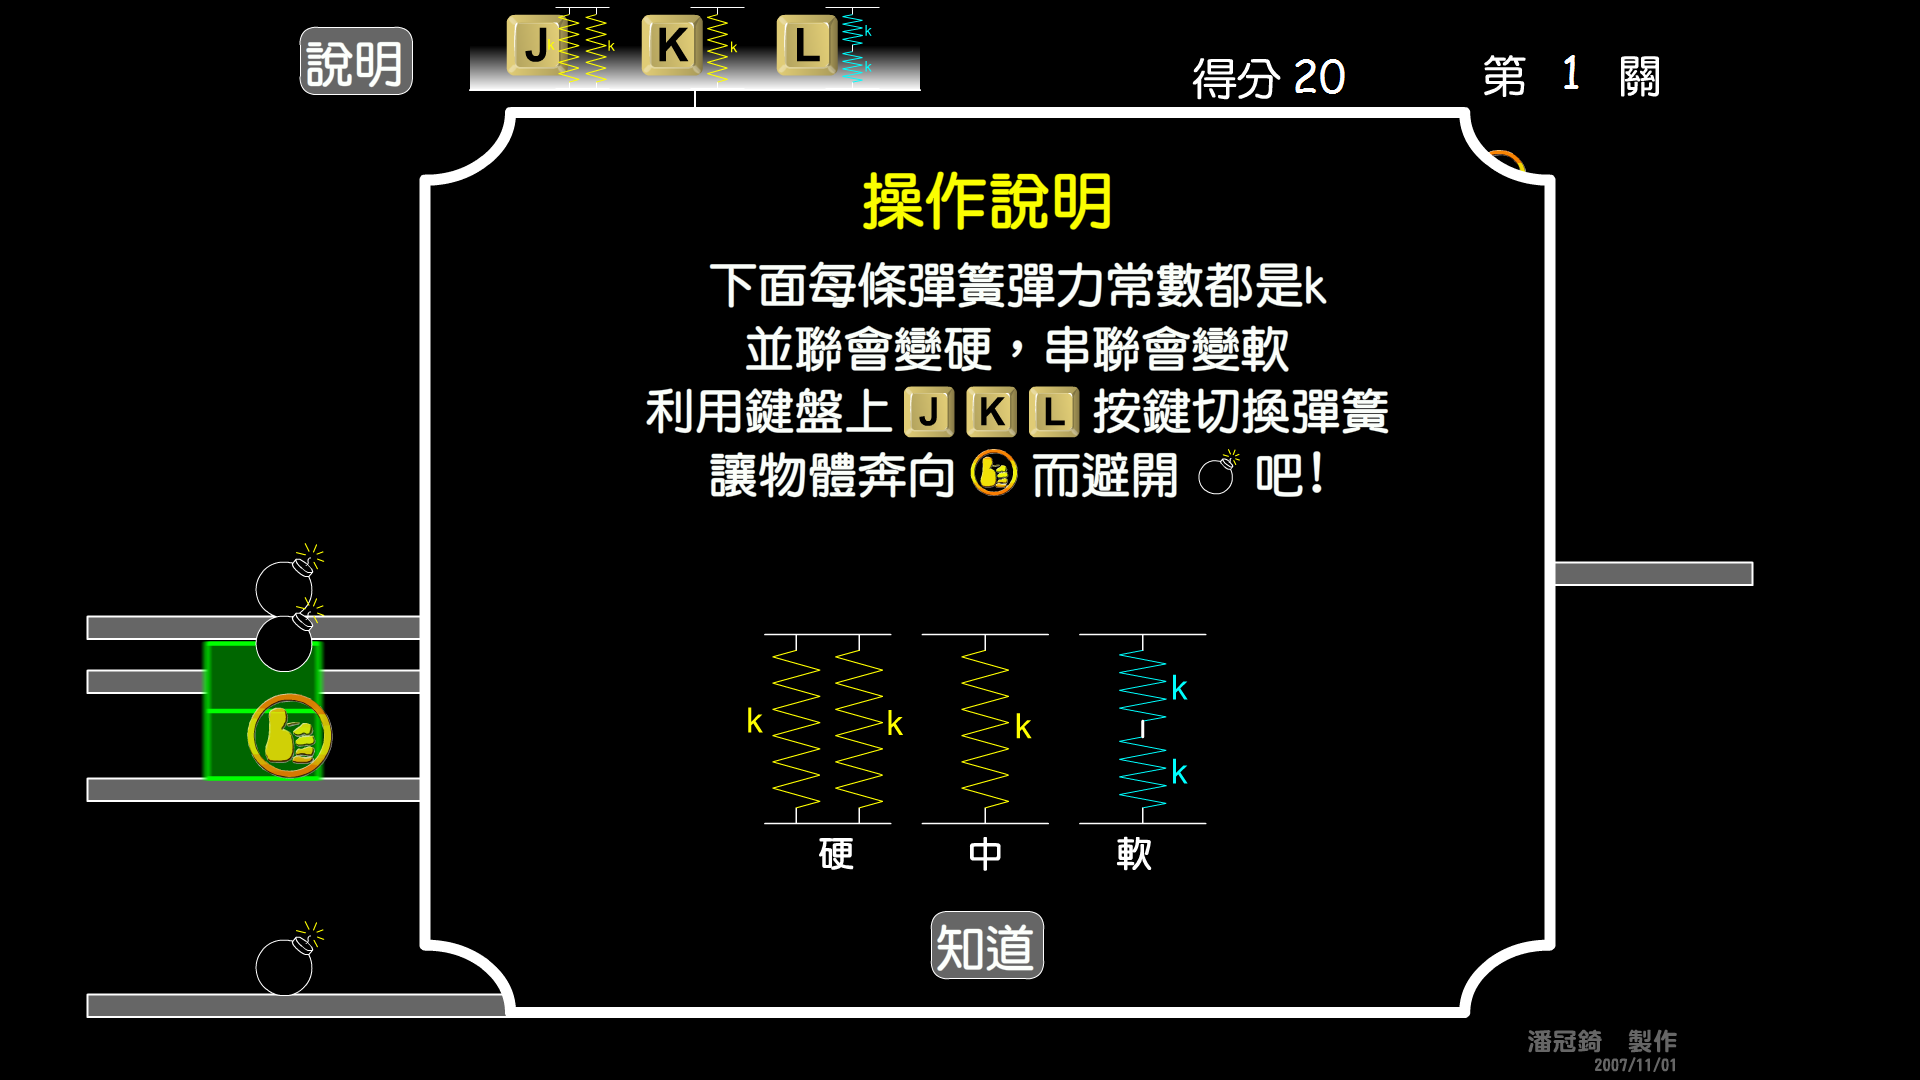 說明
J k k K k L k k
得分 20
第 1 關
操作說明
下面每條彈簧彈力常數都是k
並聯會變硬，串聯會變軟
利用鍵盤上 J K L 按鍵切換彈簧
讓物體奔向 而避開 吧!
k k k k k
硬 中 軟
知道
潘冠錡 製作
2007/11/01